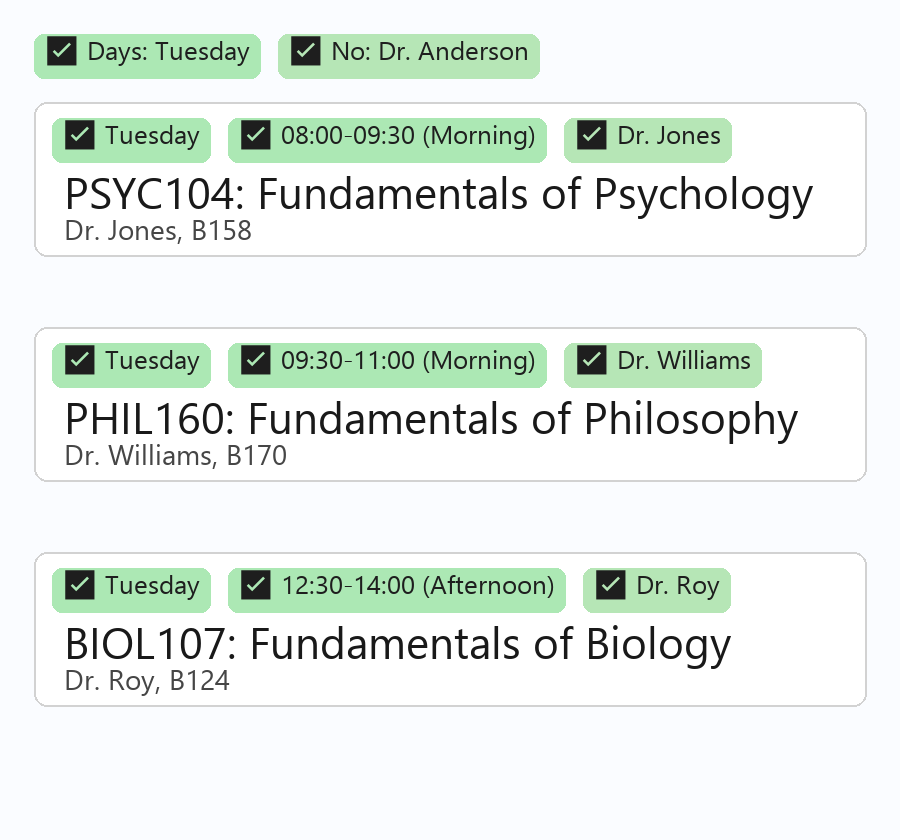 Days: Tuesday No: Dr. Anderson
Tuesday 08:00-09:30 (Morning) Dr. Jones
PSYC104: Fundamentals of Psychology
Dr. Jones, B158
Tuesday 09:30-11:00 (Morning) Dr. Williams
PHIL160: Fundamentals of Philosophy
Dr. Williams, B170
Tuesday 12:30-14:00 (Afternoon) Dr. Roy
BIOL107: Fundamentals of Biology
Dr. Roy, B124